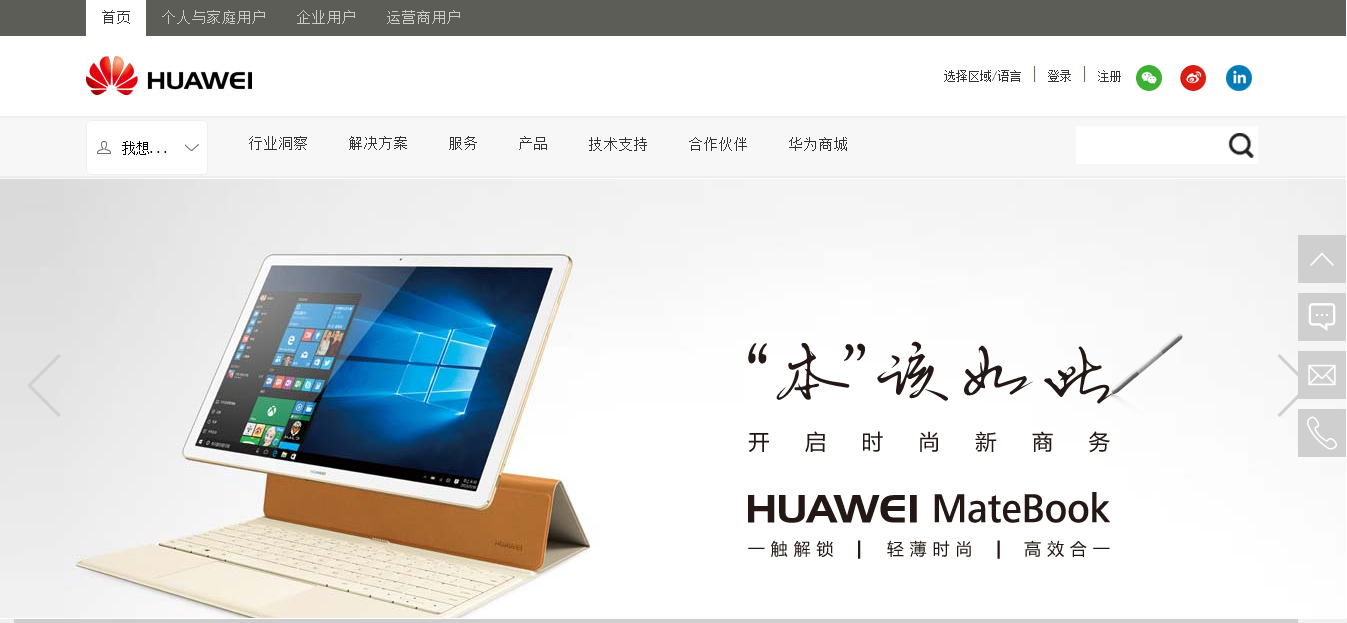 首页 个人与家庭用户 企业用户 运营商用户
HUAWEI
选择区域/语言 登录 注册
我想... 行业洞察 解决方案 服务 产品 技术支持 合作伙伴 华为商城
“本”该如此
开启时尚新商务
HUAWEI MateBook
一触解锁 | 轻薄时尚 | 高效合一
HUAWEI